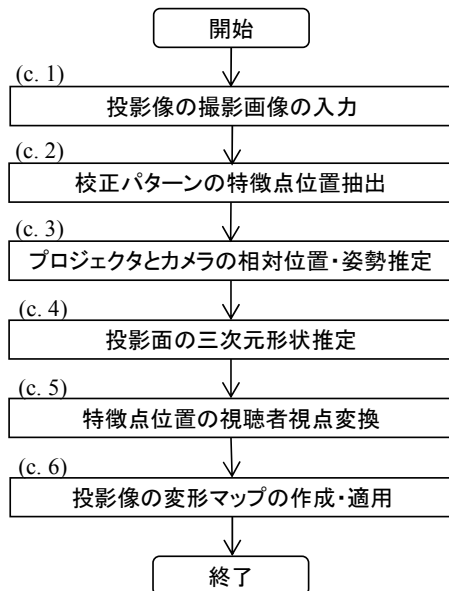 開始
(c. 1)
投影像の撮影画像の入力
(c. 2)
校正パターンの特徴点位置抽出
(c. 3)
プロジェクタとカメラの相対位置・姿勢推定
(c. 4)
投影面の三次元形状推定
(c. 5)
特徴点位置の視聴者視点変換
(c. 6)
投影像の変形マップの作成・適用
終了